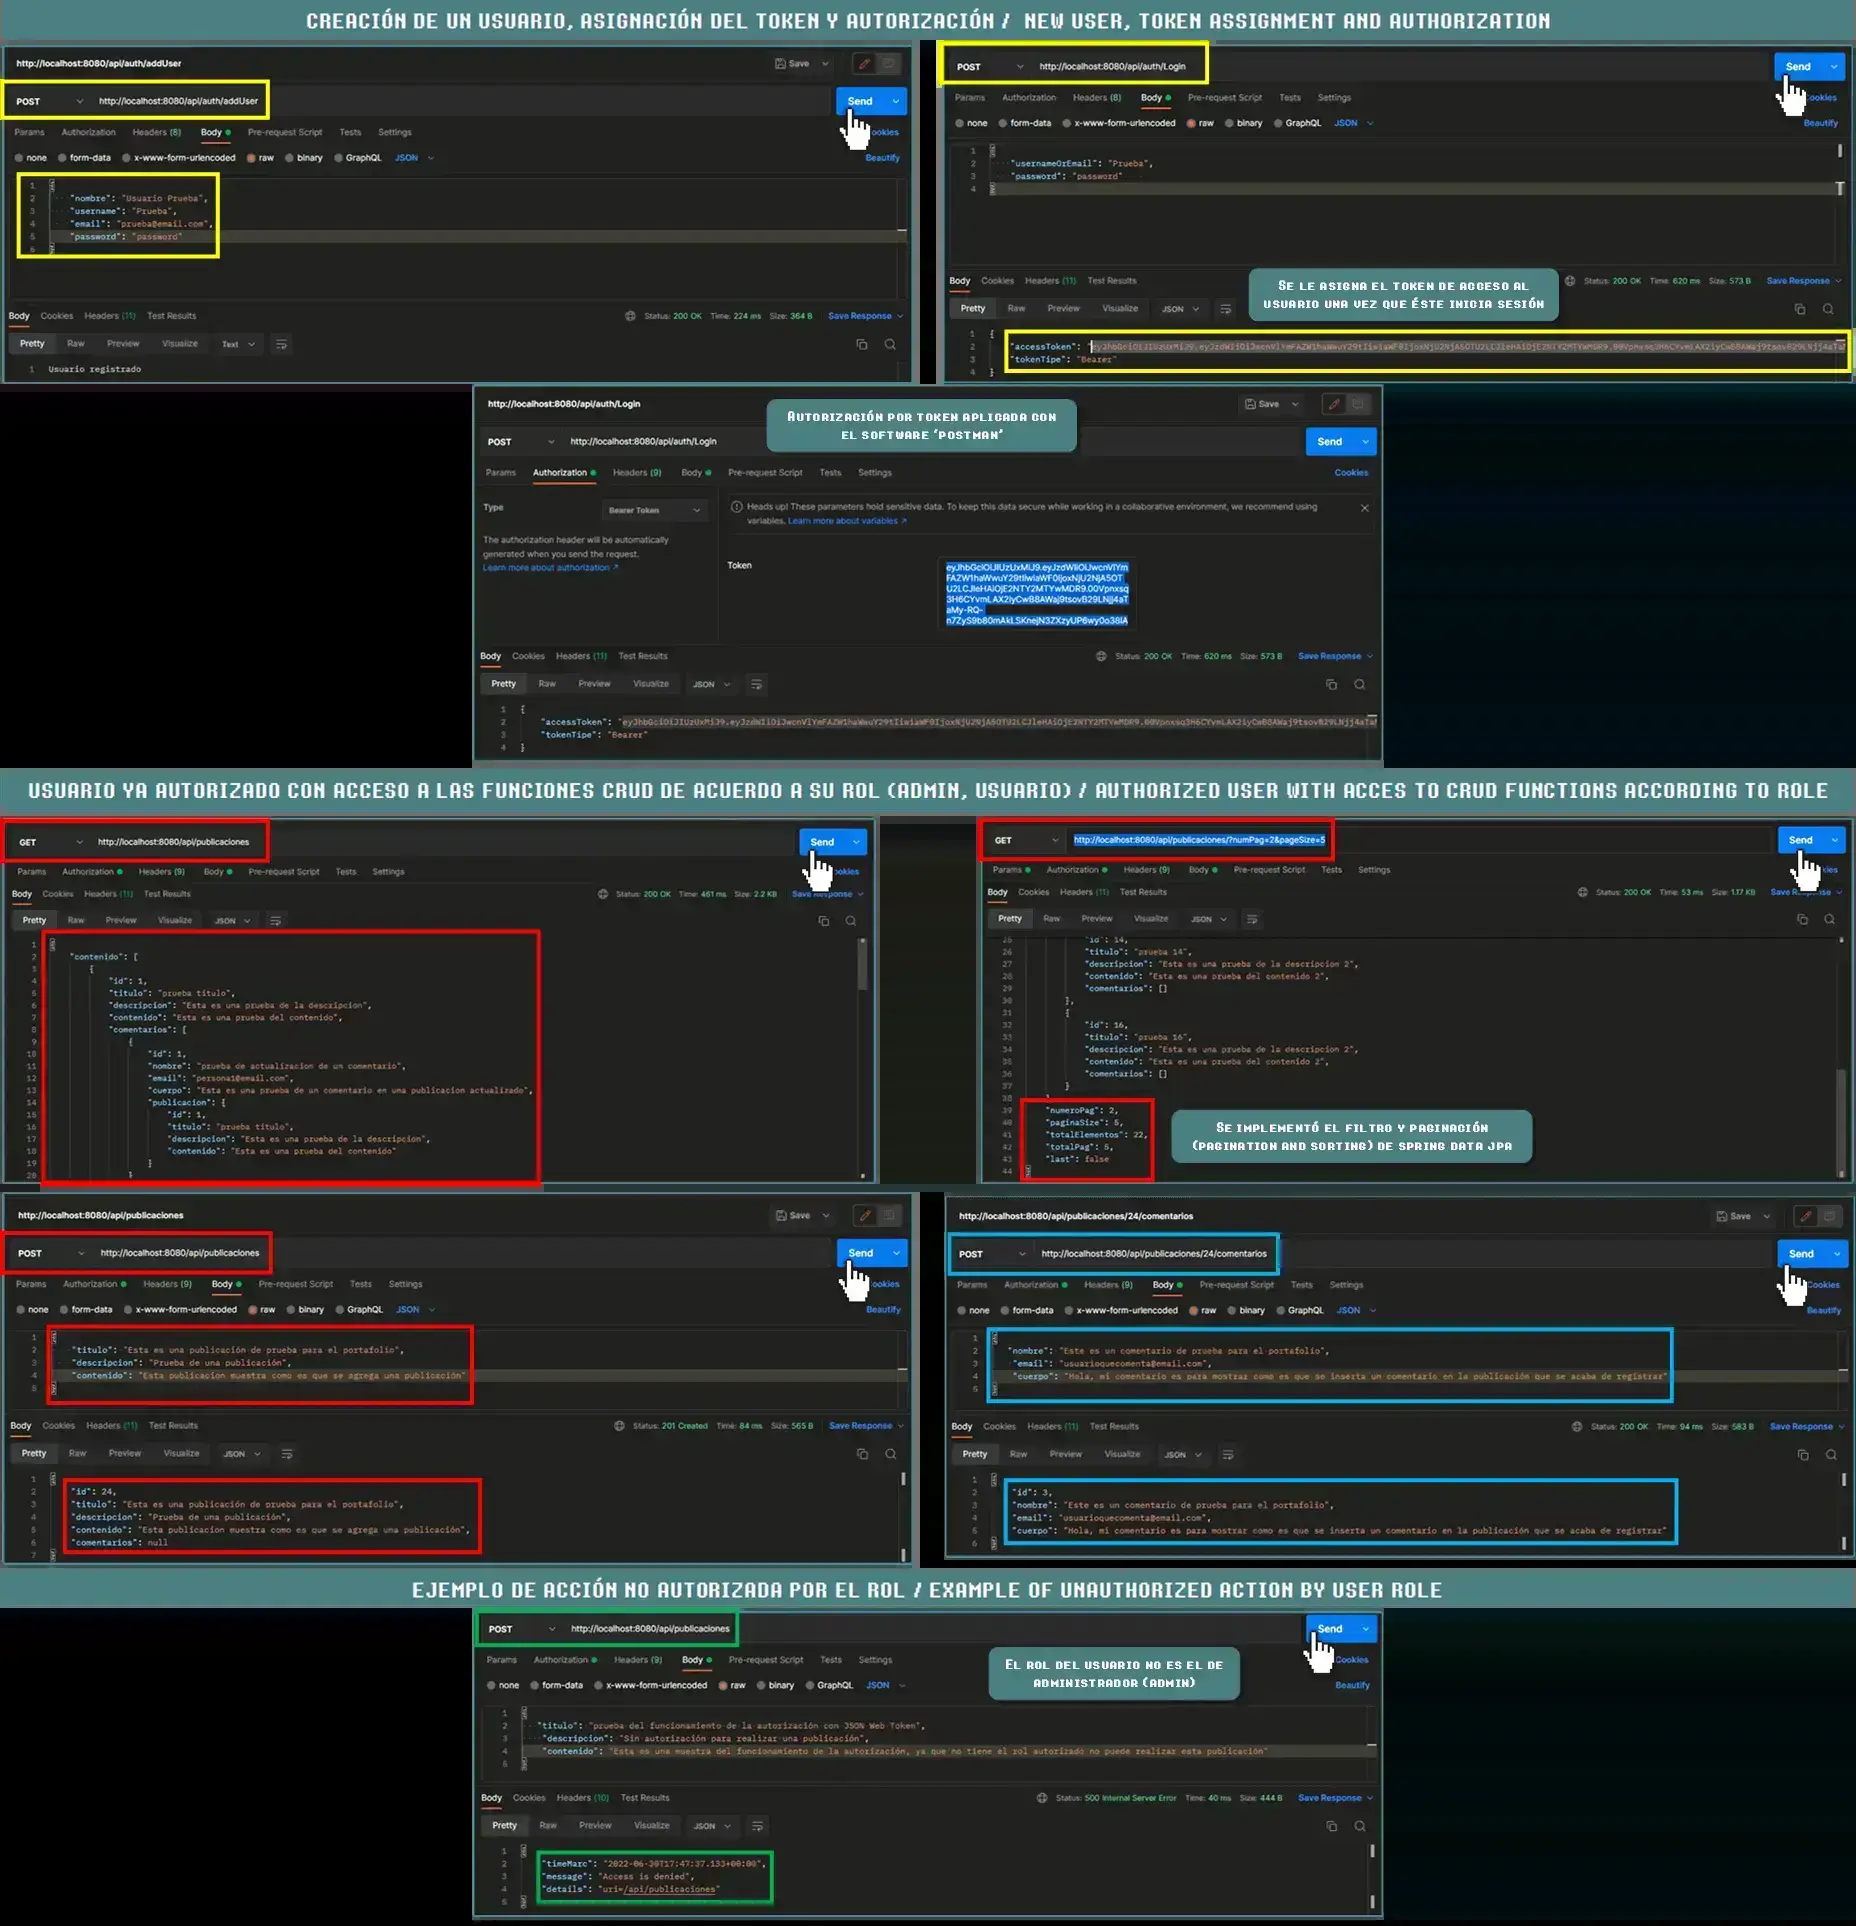 CREACIÓN DE UN USUARIO, ASIGNACIÓN DEL TOKEN Y AUTORIZACIÓN / NEW USER, TOKEN ASSIGNMENT AND AUTHORIZATION
http://localhost:8080/api/auth/addUser
Save
POST http://localhost:8080/api/auth/addUser
Send
Params Authorization Headers (8) Body Pre-request Script Tests Settings
ookies
none form-data x-www-form-urlencoded raw binary GraphQL JSON
Beautify
1
2 "nombre": "Usuario Prueba",
3 "username": "Prueba",
4 "email": "prueba@email.com",
5 "password": "password"
6
Body Cookies Headers (11) Test Results
Status: 200 OK Time: 224 ms Size: 364 B Save Response
Pretty Raw Preview Visualize Text
1 Usuario registrado
POST http://localhost:8080/api/auth/Login
Send
Params Authorization Headers (8) Body Pre-request Script Tests Settings
ookies
none form-data x-www-form-urlencoded raw binary GraphQL JSON
Beautify
1
2 "usernameOrEmail": "Prueba",
3 "password": "password"
4
SE LE ASIGNA EL TOKEN DE ACCESO AL
USUARIO UNA VEZ QUE ÉSTE INICIA SESIÓN
Body Cookies Headers (11) Test Results
Status: 200 OK Time: 620 ms Size: 573 B Save Response
Pretty Raw Preview Visualize JSON
1 {
2 "accessToken":
3 "tokenTipe": "Bearer"
4 }
http://localhost:8080/api/auth/Login
Save
AUTORIZACIÓN POR TOKEN APLICADA CON
EL SOFTWARE 'POSTMAN'
POST http://localhost:8080/api/auth/Login
Send
Params Authorization Headers (9) Body Pre-request Script Tests Settings
Cookies
Type Bearer Token
Heads up! These parameters hold sensitive data. To keep this data secure while working in a collaborative environment, we recommend using
variables. Learn more about variables ↗
The authorization header will be automatically
generated when you send the request.
Learn more about authorization ↗
Token
Body Cookies Headers (11) Test Results
Status: 200 OK Time: 620 ms Size: 573 B Save Response
Pretty Raw Preview Visualize JSON
1 {
2 "accessToken":
3 "tokenTipe": "Bearer"
4 }
USUARIO YA AUTORIZADO CON ACCESO A LAS FUNCIONES CRUD DE ACUERDO A SU ROL (ADMIN, USUARIO) / AUTHORIZED USER WITH ACCES TO CRUD FUNCTIONS ACCORDING TO ROLE
GET http://localhost:8080/api/publicaciones
Send
Params Authorization Headers (9) Body Pre-request Script Tests Settings
ookies
Body Cookies Headers (11) Test Results
Status: 200 OK Time: 461 ms Size: 2.2 KB Save Response
Pretty Raw Preview Visualize JSON
1
2 "contenido": [
3 {
4 "id": 1,
5 "titulo": "prueba titulo",
6 "descripcion": "Esta es una prueba de la descripcion",
7 "contenido": "Esta es una prueba del contenido",
8 "comentarios": [
9 {
10 "id": 1,
11 "nombre": "prueba de actualizacion de un comentario",
12 "email": "persona1@email.com",
13 "cuerpo": "Esta es una prueba de un comentario en una publicacion actualizado",
14 "publicacion": {
15 "id": 1,
16 "titulo": "prueba titulo",
17 "descripcion": "Esta es una prueba de la descripcion",
18 "contenido": "Esta es una prueba del contenido"
19 }
20 }
GET http://localhost:8080/api/publicaciones/?numPag=2&pageSize=5
Send
Params Authorization Headers (9) Body Pre-request Script Tests Settings
kies
Body Cookies Headers (11) Test Results
Status: 200 OK Time: 53 ms Size: 1.17 KB Save Response
Pretty Raw Preview Visualize JSON
25 "id": 14,
26 "titulo": "prueba 14",
27 "descripcion": "Esta es una prueba de la descripcion 2",
28 "contenido": "Esta es una prueba del contenido 2",
29 "comentarios": []
30 },
31 {
32 "id": 16,
33 "titulo": "prueba 16",
34 "descripcion": "Esta es una prueba de la descripcion 2",
35 "contenido": "Esta es una prueba del contenido 2",
36 "comentarios": []
37 }
38
39 "numeroPag": 2,
40 "paginaSize": 5,
41 "totalElementos": 22,
42 "totalPag": 5,
43 "last": false
44
SE IMPLEMENTÓ EL FILTRO Y PAGINACIÓN
(PAGINATION AND SORTING) DE SPRING DATA JPA
http://localhost:8080/api/publicaciones
Save
POST http://localhost:8080/api/publicaciones
Send
Params Authorization Headers (9) Body Pre-request Script Tests Settings
ookies
none form-data x-www-form-urlencoded raw binary GraphQL JSON
Beautify
1
2 "titulo": "Esta es una publicación de prueba para el portafolio",
3 "descripcion": "Prueba de una publicación",
4 "contenido": "Esta publicacion muestra como es que se agrega una publicación"
5
Body Cookies Headers (11) Test Results
Status: 201 Created Time: 84 ms Size: 565 B Save Response
Pretty Raw Preview Visualize JSON
1
2 "id": 24,
3 "titulo": "Esta es una publicación de prueba para el portafolio",
4 "descripcion": "Prueba de una publicación",
5 "contenido": "Esta publicacion muestra como es que se agrega una publicación",
6 "comentarios": null
7
http://localhost:8080/api/publicaciones/24/comentarios
Save
POST http://localhost:8080/api/publicaciones/24/comentarios
Send
Params Authorization Headers (9) Body Pre-request Script Tests Settings
Cookies
none form-data x-www-form-urlencoded raw binary GraphQL JSON
Beautify
1
2 "nombre": "Este es un comentario de prueba para el portafolio",
3 "email": "usuarioquecomenta@email.com",
4 "cuerpo": "Hola, mi comentario es para mostrar como es que se inserta un comentario en la publicación que se acaba de registrar"
5
Body Cookies Headers (11) Test Results
Status: 200 OK Time: 94 ms Size: 583 B Save Response
Pretty Raw Preview Visualize JSON
1
2 "id": 3,
3 "nombre": "Este es un comentario de prueba para el portafolio",
4 "email": "usuarioquecomenta@email.com",
5 "cuerpo": "Hola, mi comentario es para mostrar como es que se inserta un comentario en la publicación que se acaba de registrar"
6
EJEMPLO DE ACCIÓN NO AUTORIZADA POR EL ROL / EXAMPLE OF UNAUTHORIZED ACTION BY USER ROLE
POST http://localhost:8080/api/publicaciones
Send
Params Authorization Headers (9) Body Pre-request Script Tests Settings
Cookies
EL ROL DEL USUARIO NO ES EL DE
ADMINISTRADOR (ADMIN)
none form-data x-www-form-urlencoded raw binary GraphQL JSON
Beautify
1
2 "titulo": "prueba del funcionamiento de la autorización con JSON Web Token",
3 "descripcion": "Sin autorización para realizar una publicación",
4 "contenido": "Esta es una muestra del funcionamiento de la autorización, ya que no tiene el rol autorizado no puede realizar esta publicación"
5
Body Cookies Headers (10) Test Results
Status: 500 Internal Server Error Time: 40 ms Size: 444 B Save Response
Pretty Raw Preview Visualize JSON
1
2 "timeMarc": "2022-06-30T17:47:37.133+00:00",
3 "message": "Access is denied",
4 "details": "uri=/api/publicaciones"
5